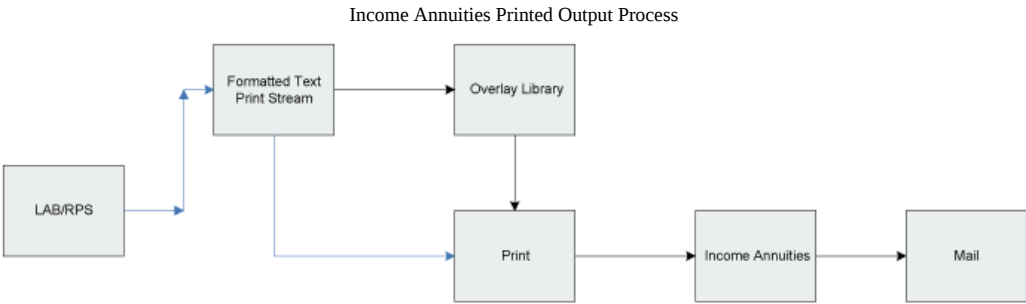 Income Annuities Printed Output Process
Formatted Text
Print Stream
Overlay Library
LAB/RPS
Print
Income Annuities
Mail